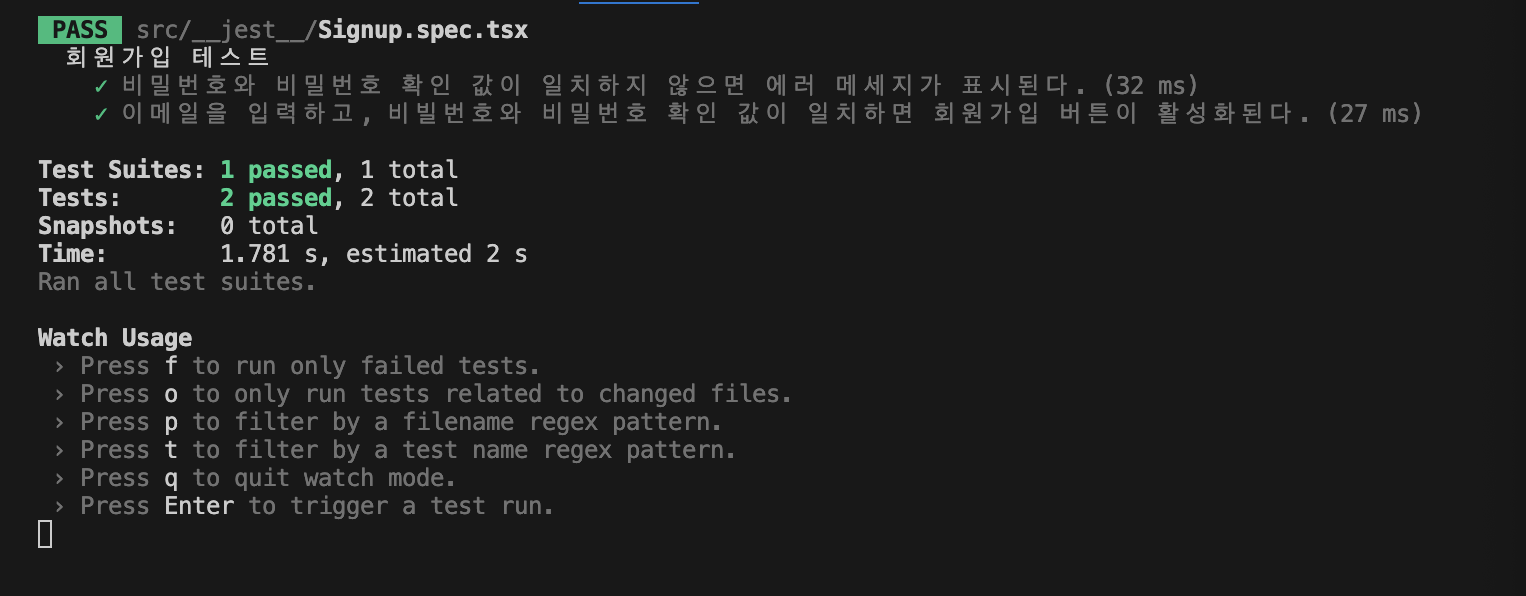 PASS src/__jest__/Signup.spec.tsx
회원가입 테스트
✓ 비밀번호와 비밀번호 확인 값이 일치하지 않으면 에러 메세지가 표시된다. (32 ms)
✓ 이메일을 입력하고, 비빌번호와 비밀번호 확인 값이 일치하면 회원가입 버튼이 활성화된다. (27 ms)
Test Suites: 1 passed, 1 total
Tests: 2 passed, 2 total
Snapshots: 0 total
Time: 1.781 s, estimated 2 s
Ran all test suites.
Watch Usage
› Press f to run only failed tests.
› Press o to only run tests related to changed files.
› Press p to filter by a filename regex pattern.
› Press t to filter by a test name regex pattern.
› Press q to quit watch mode.
› Press Enter to trigger a test run.